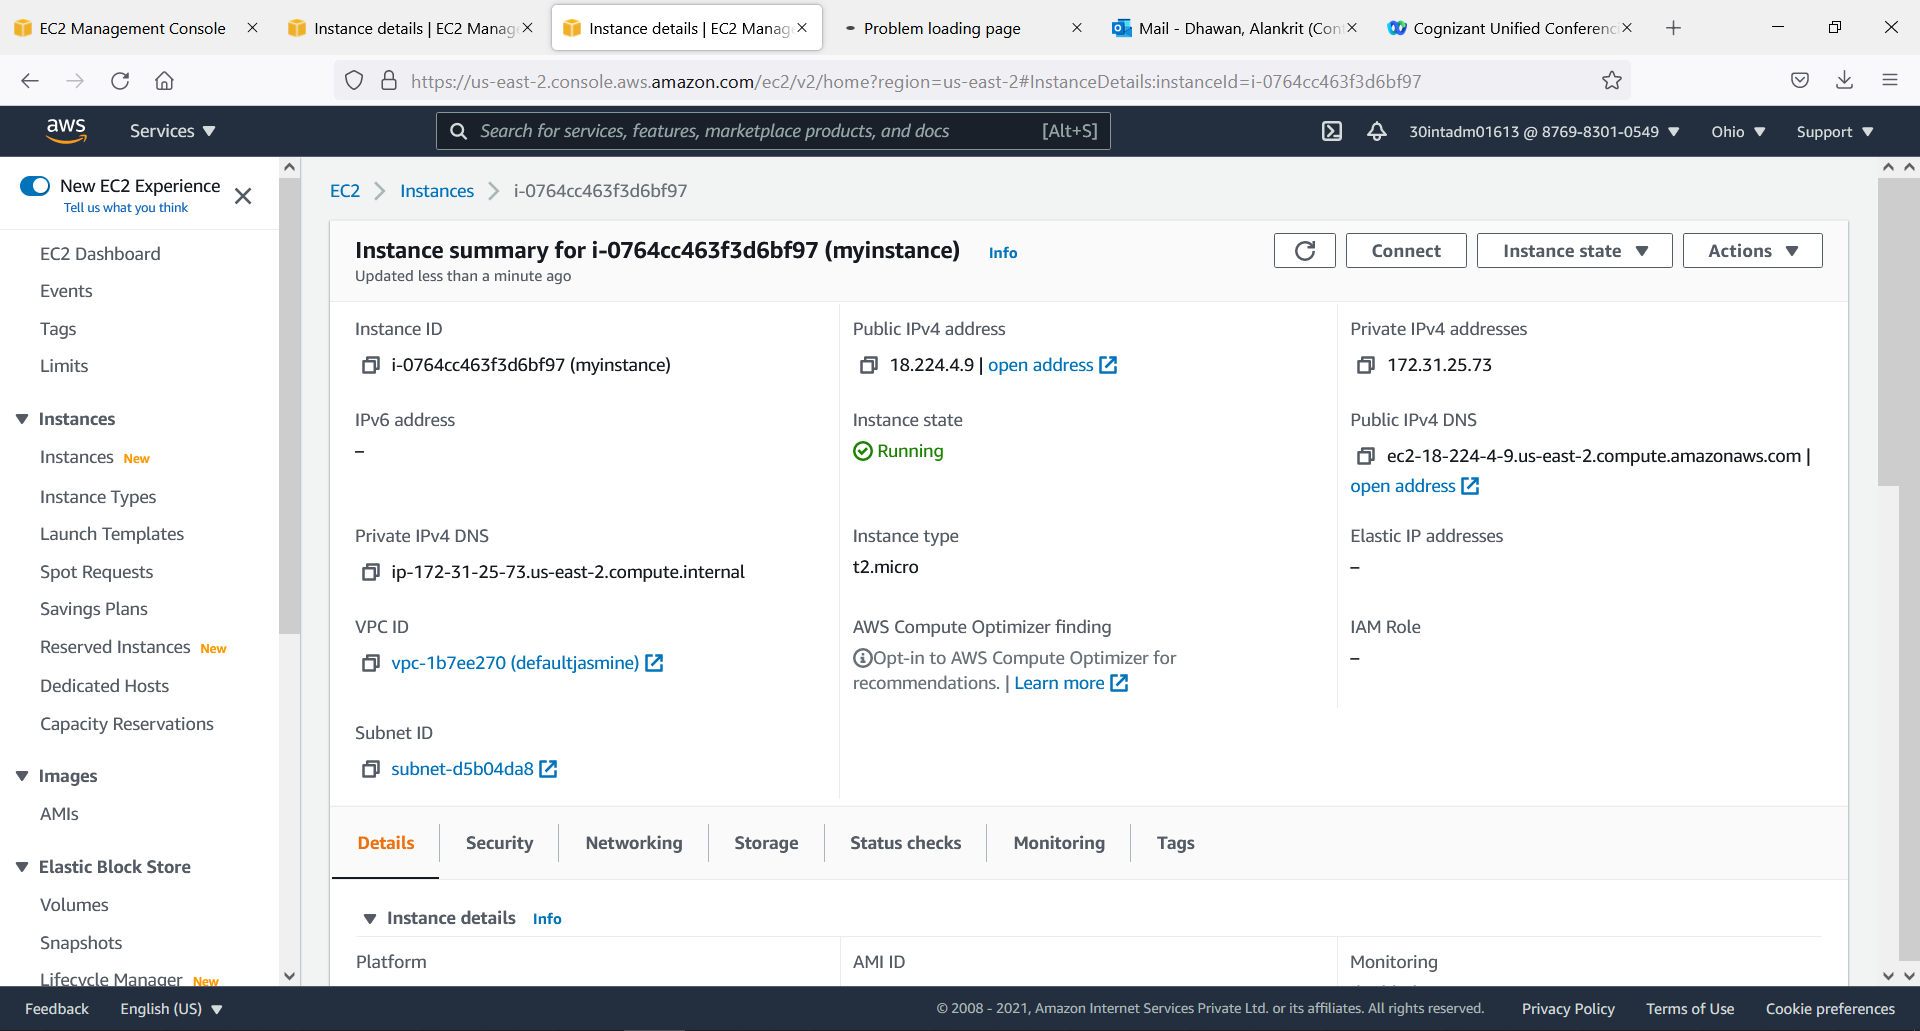 EC2 Management Console
Instance details | EC2 Manag
Instance details | EC2 Manag
Problem loading page
Mail - Dhawan, Alankrit (Con
Cognizant Unified Conferenci
https://us-east-2.console.aws.amazon.com/ec2/v2/home?region=us-east-2#InstanceDetails:instanceId=i-0764cc463f3d6bf97
aws
Services
Search for services, features, marketplace products, and docs [Alt+S]
30intadm01613 @ 8769-8301-0549
Ohio
Support
New EC2 Experience
Tell us what you think
EC2 Dashboard
Events
Tags
Limits
Instances
Instances New
Instance Types
Launch Templates
Spot Requests
Savings Plans
Reserved Instances New
Dedicated Hosts
Capacity Reservations
Images
AMIs
Elastic Block Store
Volumes
Snapshots
Lifecycle Manager New
EC2 > Instances > i-0764cc463f3d6bf97
Instance summary for i-0764cc463f3d6bf97 (myinstance) Info
Updated less than a minute ago
Connect
Instance state
Actions
Instance ID
i-0764cc463f3d6bf97 (myinstance)
Public IPv4 address
18.224.4.9 | open address
Private IPv4 addresses
172.31.25.73
IPv6 address
–
Instance state
Running
Public IPv4 DNS
ec2-18-224-4-9.us-east-2.compute.amazonaws.com |
open address
Private IPv4 DNS
ip-172-31-25-73.us-east-2.compute.internal
Instance type
t2.micro
Elastic IP addresses
–
VPC ID
vpc-1b7ee270 (defaultjasmine)
AWS Compute Optimizer finding
Opt-in to AWS Compute Optimizer for
recommendations. | Learn more
IAM Role
–
Subnet ID
subnet-d5b04da8
Details
Security
Networking
Storage
Status checks
Monitoring
Tags
Instance details Info
Platform
AMI ID
Monitoring
Feedback
English (US)
© 2008 - 2021, Amazon Internet Services Private Ltd. or its affiliates. All rights reserved.
Privacy Policy
Terms of Use
Cookie preferences